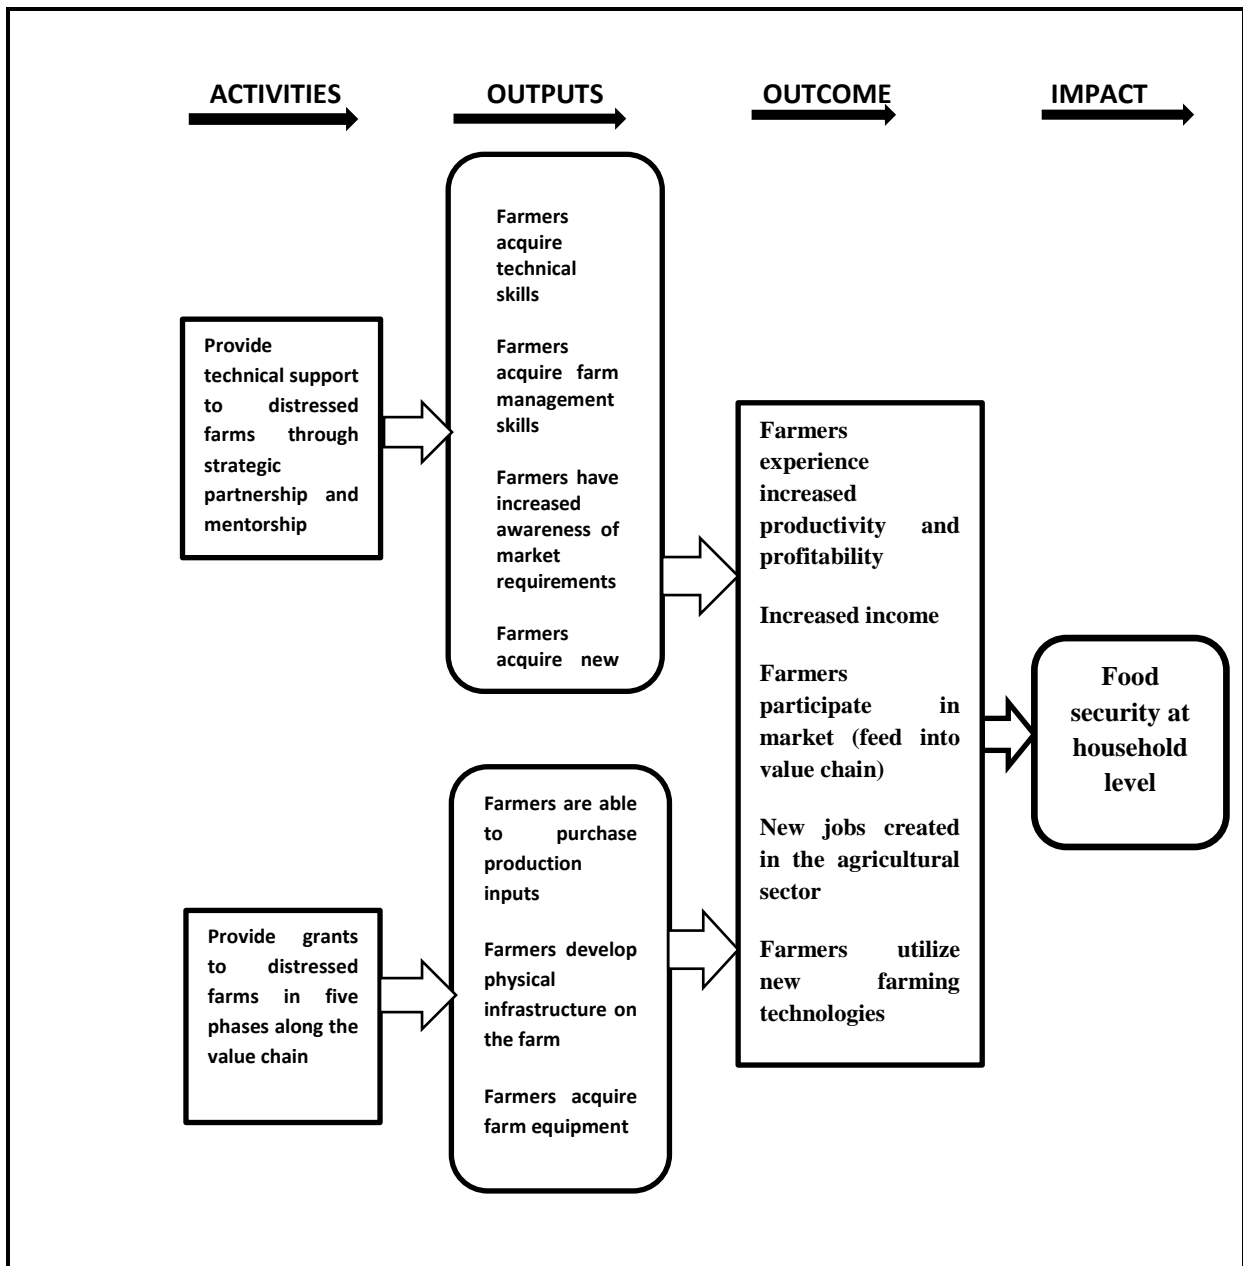 ACTIVITIES
OUTPUTS
OUTCOME
IMPACT
Provide
technical support
to distressed
farms through
strategic
partnership and
mentorship
Farmers
acquire
technical
skills
Farmers
acquire farm
management
skills
Farmers have
increased
awareness of
market
requirements
Farmers
acquire new
Provide grants
to distressed
farms in five
phases along the
value chain
Farmers are able
to purchase
production
inputs
Farmers develop
physical
infrastructure on
the farm
Farmers acquire
farm equipment
Farmers
experience
increased
productivity and
profitability
Increased income
Farmers
participate in
market (feed into
value chain)
New jobs created
in the agricultural
sector
Farmers utilize
new farming
technologies
Food
security at
household
level